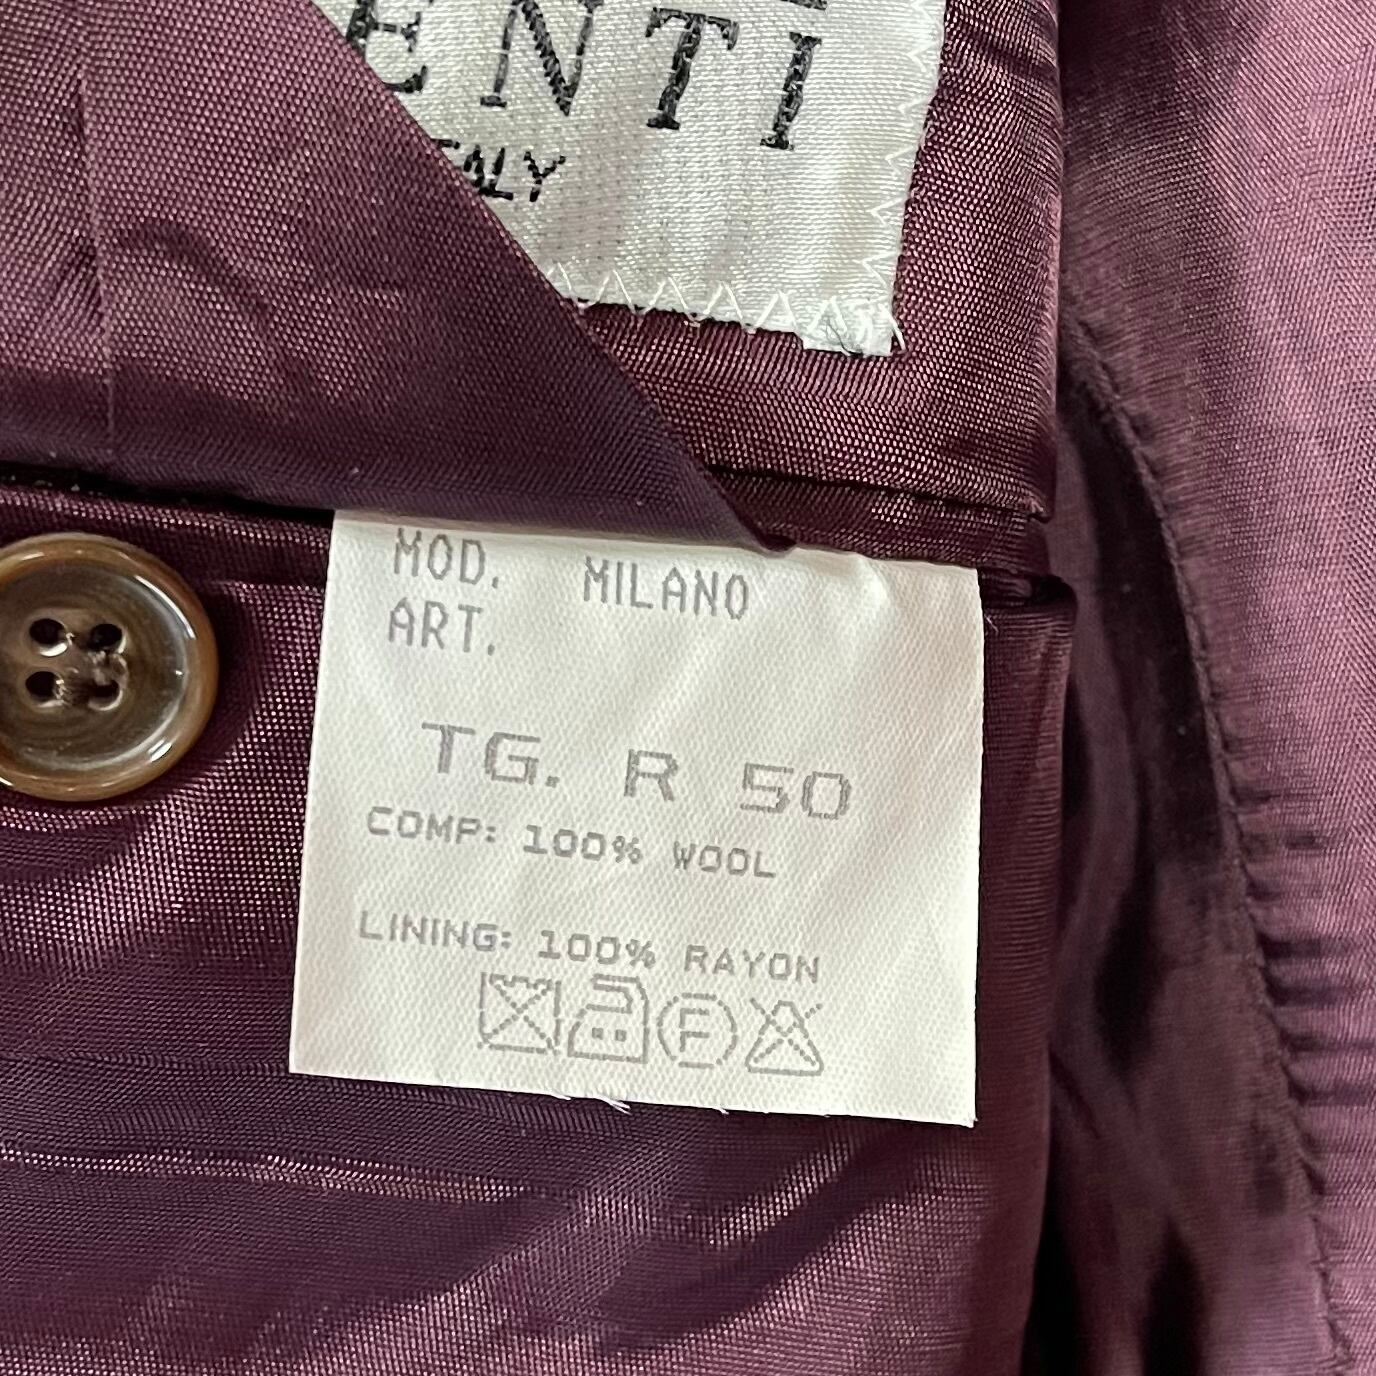 ENTI
MOD. MILANO
ART.
TG. R 50
COMP: 100% WOOL
LINING: 100% RAYON
F